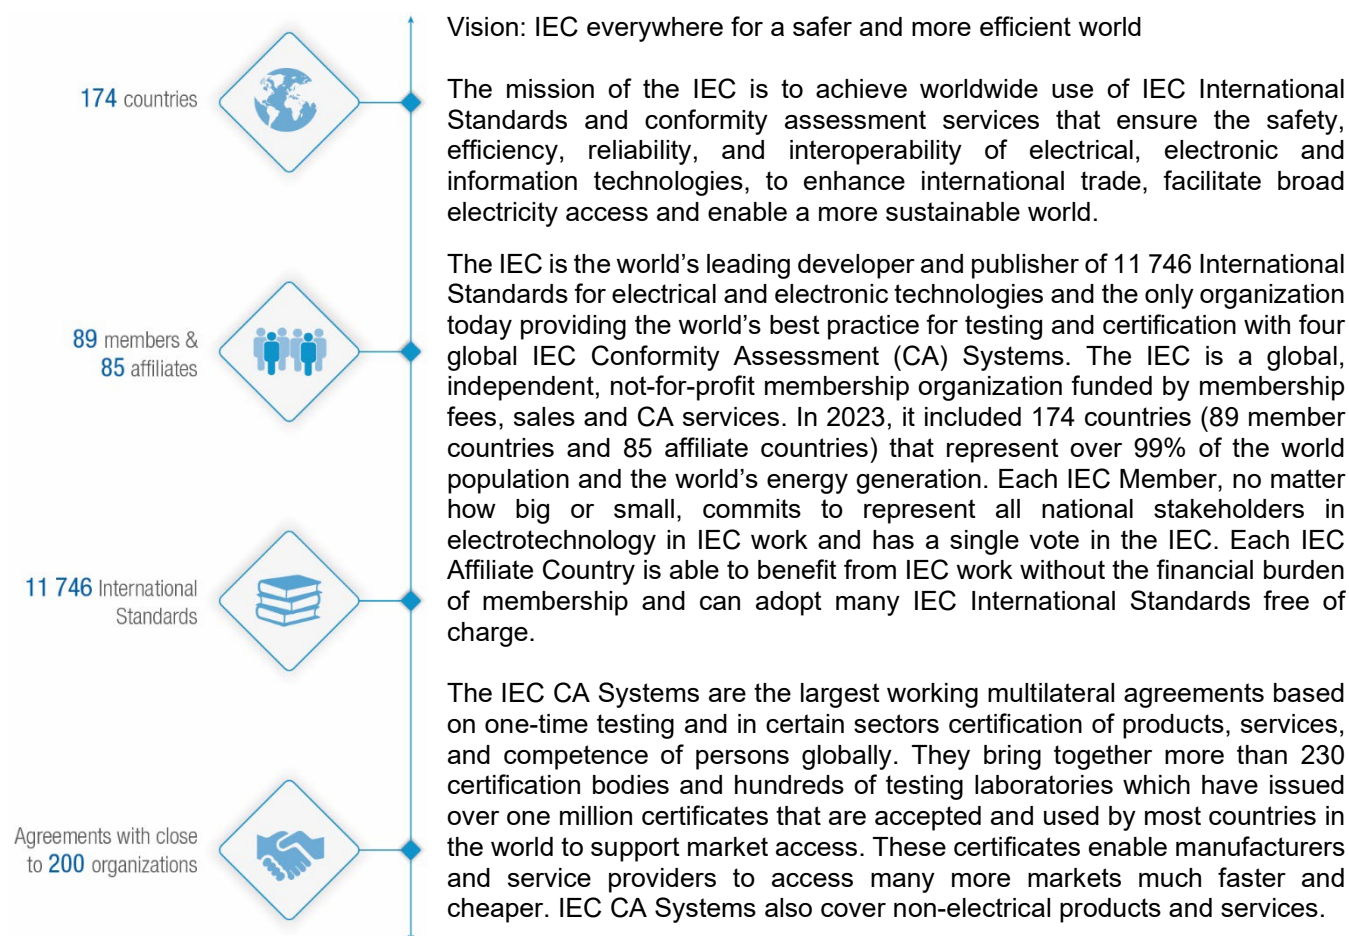 174 countries
89 members &
85 affiliates
11 746 International
Standards
Agreements with close
to 200 organizations
Vision: IEC everywhere for a safer and more efficient world
The mission of the IEC is to achieve worldwide use of IEC International
Standards and conformity assessment services that ensure the safety,
efficiency, reliability, and interoperability of electrical, electronic and
information technologies, to enhance international trade, facilitate broad
electricity access and enable a more sustainable world.
The IEC is the world’s leading developer and publisher of 11 746 International
Standards for electrical and electronic technologies and the only organization
today providing the world’s best practice for testing and certification with four
global IEC Conformity Assessment (CA) Systems. The IEC is a global,
independent, not-for-profit membership organization funded by membership
fees, sales and CA services. In 2023, it included 174 countries (89 member
countries and 85 affiliate countries) that represent over 99% of the world
population and the world’s energy generation. Each IEC Member, no matter
how big or small, commits to represent all national stakeholders in
electrotechnology in IEC work and has a single vote in the IEC. Each IEC
Affiliate Country is able to benefit from IEC work without the financial burden
of membership and can adopt many IEC International Standards free of
charge.
The IEC CA Systems are the largest working multilateral agreements based
on one-time testing and in certain sectors certification of products, services,
and competence of persons globally. They bring together more than 230
certification bodies and hundreds of testing laboratories which have issued
over one million certificates that are accepted and used by most countries in
the world to support market access. These certificates enable manufacturers
and service providers to access many more markets much faster and
cheaper. IEC CA Systems also cover non-electrical products and services.